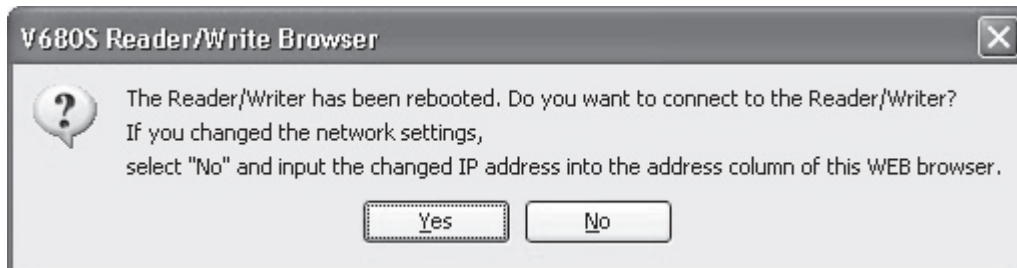 V680S Reader/Write Browser
The Reader/Writer has been rebooted. Do you want to connect to the Reader/Writer?
If you changed the network settings,
select "No" and input the changed IP address into the address column of this WEB browser.
Yes No